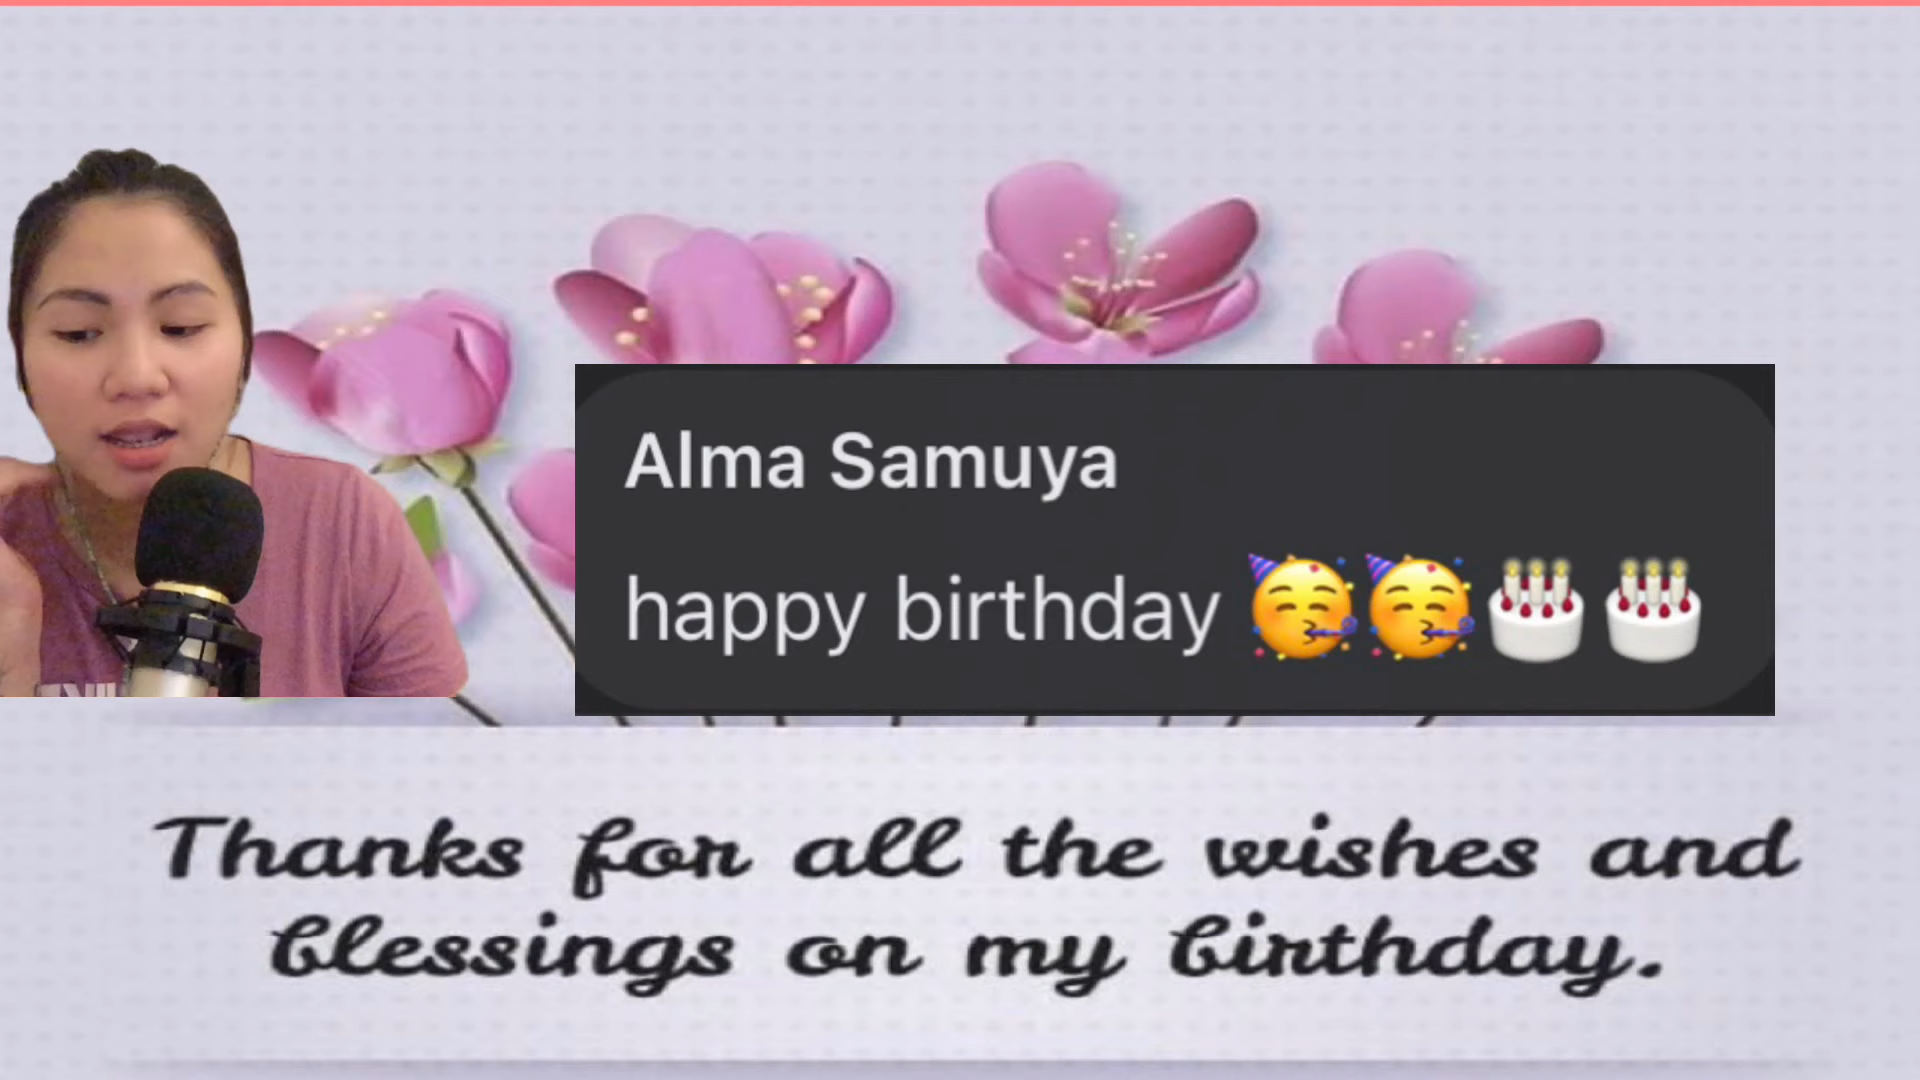 Alma Samuya
happy birthday 🥳🥳🎂🎂
Thanks for all the wishes and
blessings on my birthday.